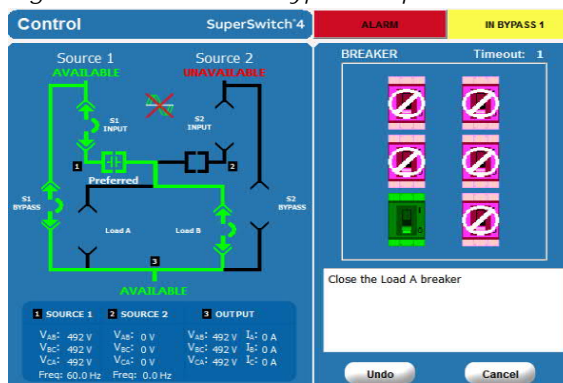 Control SuperSwitch°4 ALARM IN BYPASS 1
Source 1 Source 2
AVAILABLE UNAVAILABLE
S1
INPUT
S2
INPUT
1
2
Preferred
S1
BYPASS
S2
BYPASS
Load A Load B
3
AVAILABLE
1 SOURCE 1 2 SOURCE 2 3 OUTPUT
VAB: 492 V VAB: 0 V VAB: 492 V IA: 0 A
VBC: 492 V VBC: 0 V VBC: 492 V IB: 0 A
VCA: 492 V VCA: 0 V VCA: 492 V IC: 0 A
Freq: 60.0 Hz Freq: 0.0 Hz
BREAKER Timeout: 1
Close the Load A breaker
Undo Cancel